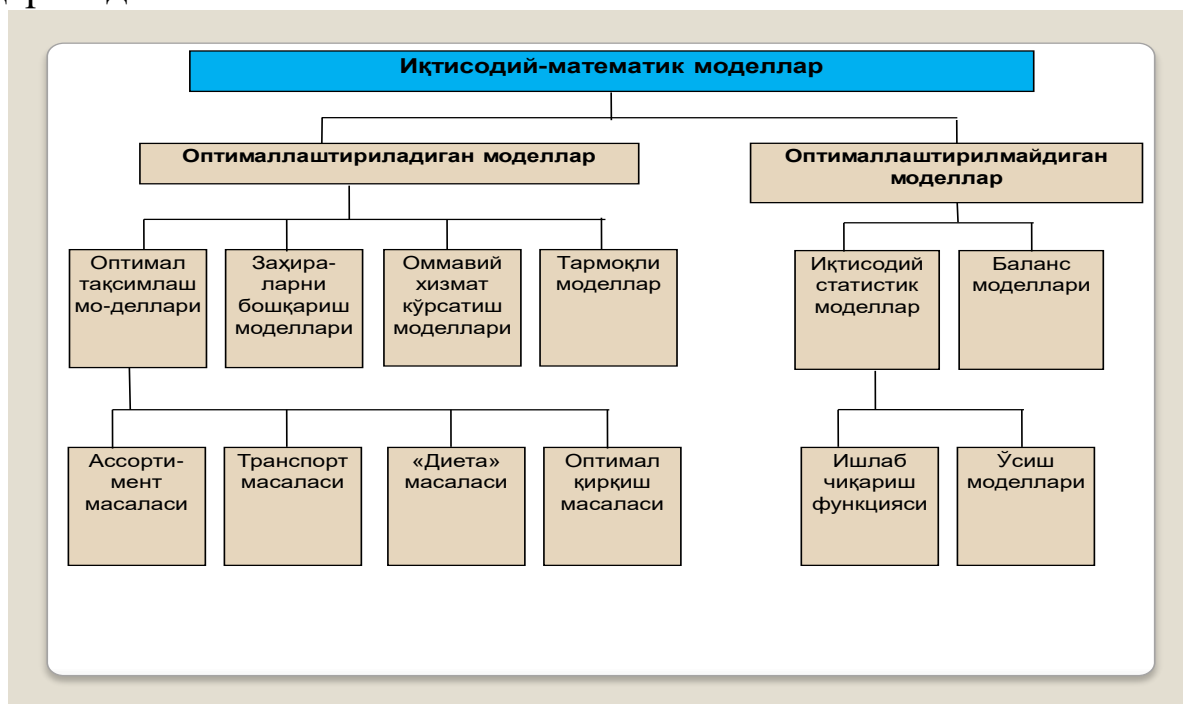 Иқтисодий-математик моделлар
Оптималлаштириладиган моделлар
Оптималлаштирилмайдиган
моделлар
Оптимал
тақсимлаш
мо-деллари
Заҳира-
ларни
бошқариш
моделлари
Оммавий
хизмат
кўрсатиш
моделлари
Тармоқли
моделлар
Иқтисодий
статистик
моделлар
Баланс
моделлари
Ассорти-
мент
масаласи
Транспорт
масаласи
«Диета»
масаласи
Оптимал
қирқиш
масаласи
Ишлаб
чиқариш
функцияси
Ўсиш
моделлари